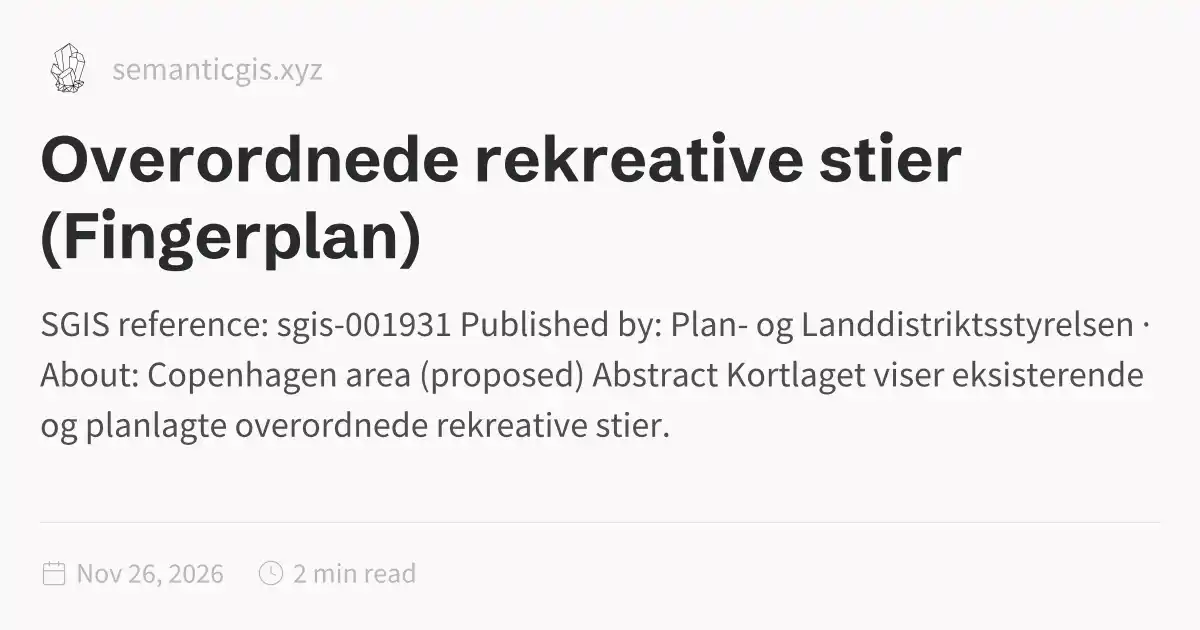 semanticgis.xyz
Overordnede rekreative stier
(Fingerplan)
SGIS reference: sgis-001931 Published by: Plan- og Landdistriktsstyrelsen ·
About: Copenhagen area (proposed) Abstract Kortlaget viser eksisterende
og planlagte overordnede rekreative stier.
Nov 26, 2026 2 min read